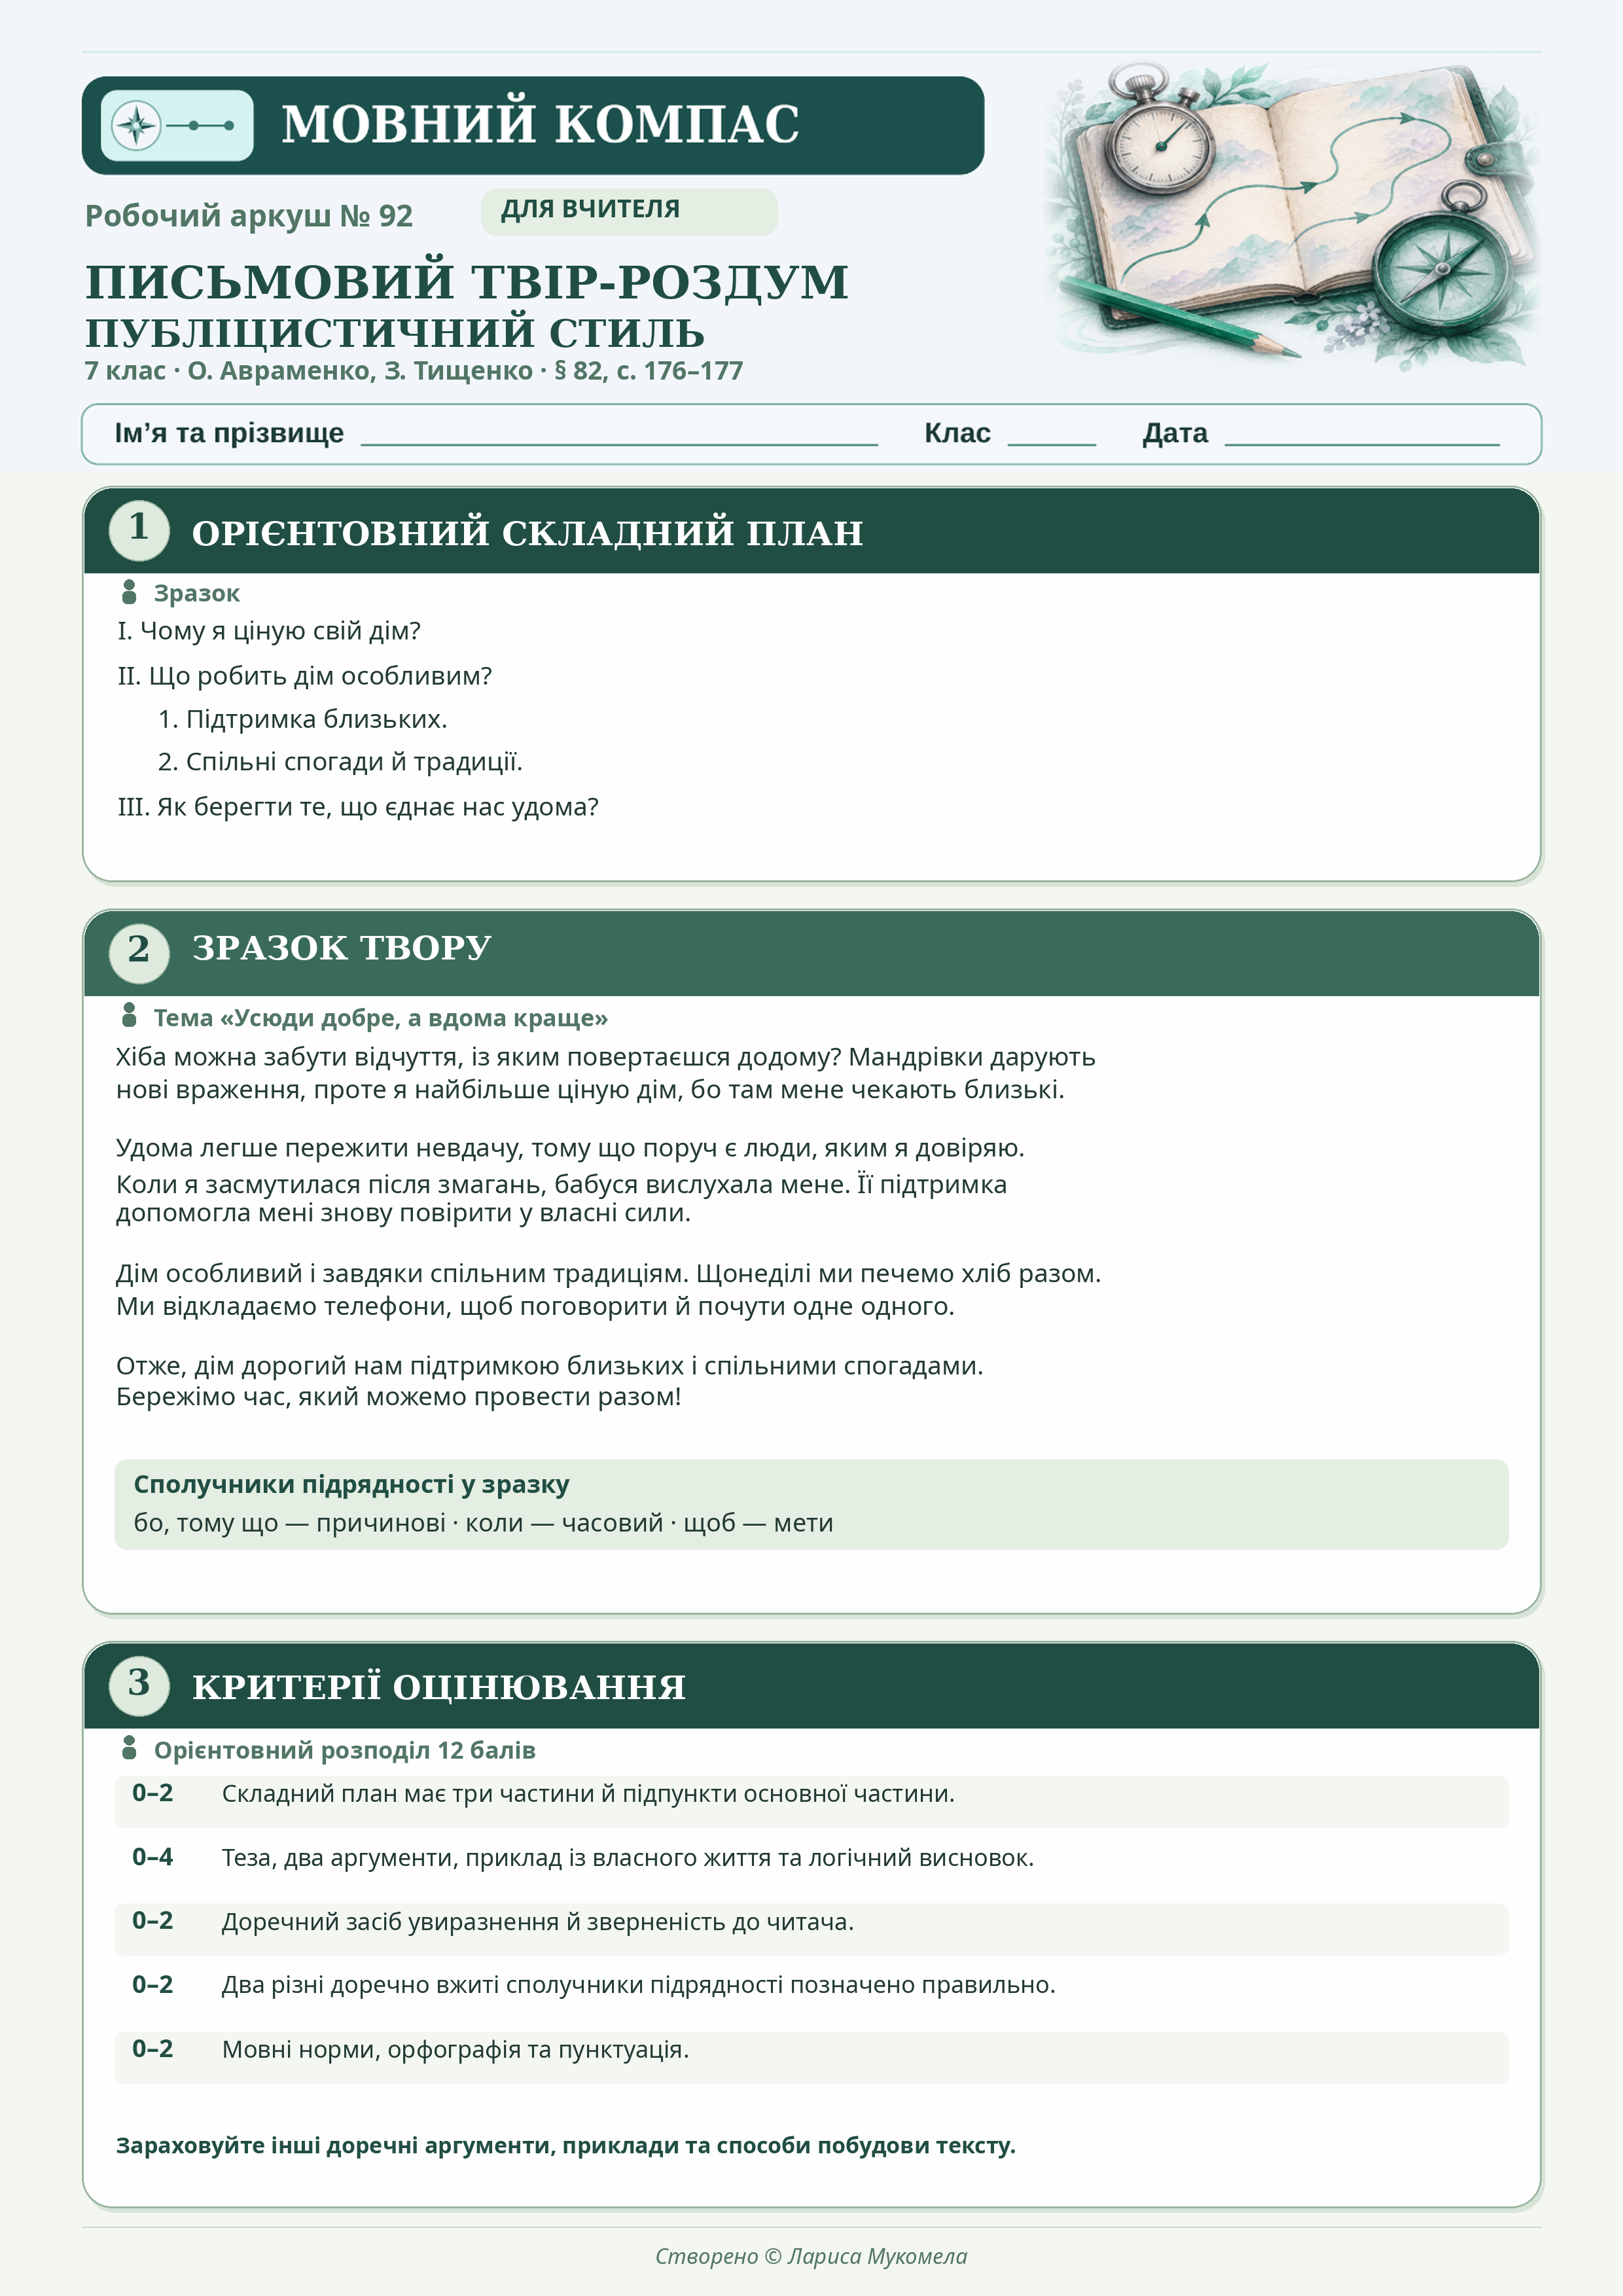 МОВНИЙ КОМПАС
Робочий аркуш № 92
ДЛЯ ВЧИТЕЛЯ
ПИСЬМОВИЙ ТВІР-РОЗДУМ
ПУБЛІЦИСТИЧНИЙ СТИЛЬ
7 клас · О. Авраменко, З. Тищенко · § 82, с. 176–177
Ім’я та прізвище Клас Дата
1 ОРІЄНТОВНИЙ СКЛАДНИЙ ПЛАН
Зразок
I. Чому я ціную свій дім?
II. Що робить дім особливим?
1. Підтримка близьких.
2. Спільні спогади й традиції.
III. Як берегти те, що єднає нас удома?
2 ЗРАЗОК ТВОРУ
Тема «Усюди добре, а вдома краще»
Хіба можна забути відчуття, із яким повертаєшся додому? Мандрівки дарують
нові враження, проте я найбільше ціную дім, бо там мене чекають близькі.
Удома легше пережити невдачу, тому що поруч є люди, яким я довіряю.
Коли я засмутилася після змагань, бабуся вислухала мене. Її підтримка
допомогла мені знову повірити у власні сили.
Дім особливий і завдяки спільним традиціям. Щонеділі ми печемо хліб разом.
Ми відкладаємо телефони, щоб поговорити й почути одне одного.
Отже, дім дорогий нам підтримкою близьких і спільними спогадами.
Бережімо час, який можемо провести разом!
Сполучники підрядності у зразку
бо, тому що — причинові · коли — часовий · щоб — мети
3 КРИТЕРІЇ ОЦІНЮВАННЯ
Орієнтовний розподіл 12 балів
0–2 Складний план має три частини й підпункти основної частини.
0–4 Теза, два аргументи, приклад із власного життя та логічний висновок.
0–2 Доречний засіб увиразнення й зверненість до читача.
0–2 Два різні доречно вжиті сполучники підрядності позначено правильно.
0–2 Мовні норми, орфографія та пунктуація.
Зараховуйте інші доречні аргументи, приклади та способи побудови тексту.
Створено © Лариса Мукомела